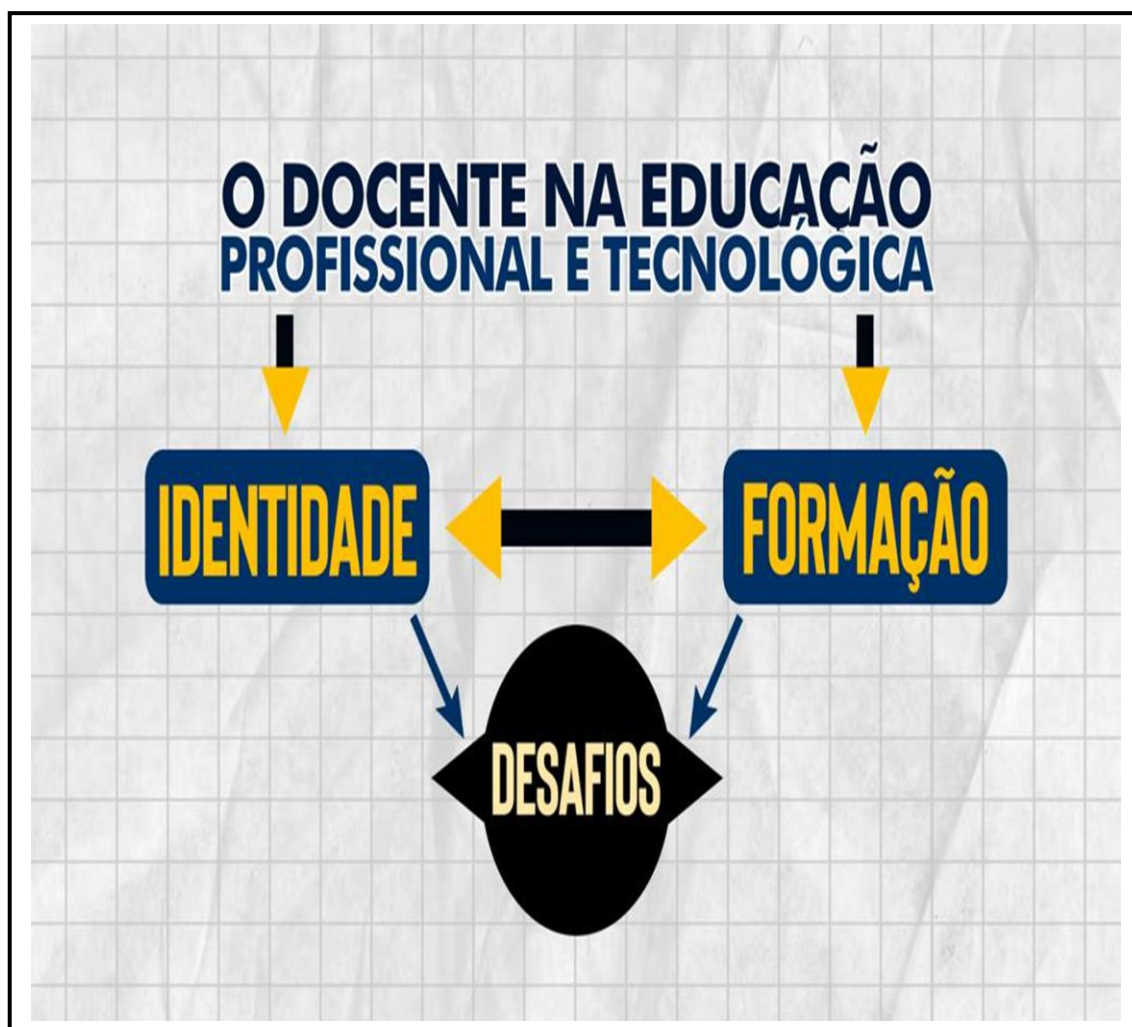 O DOCENTE NA EDUCAÇÃO
PROFISSIONAL E TECNOLÓGICA
IDENTIDADE
FORMAÇÃO
DESAFIOS